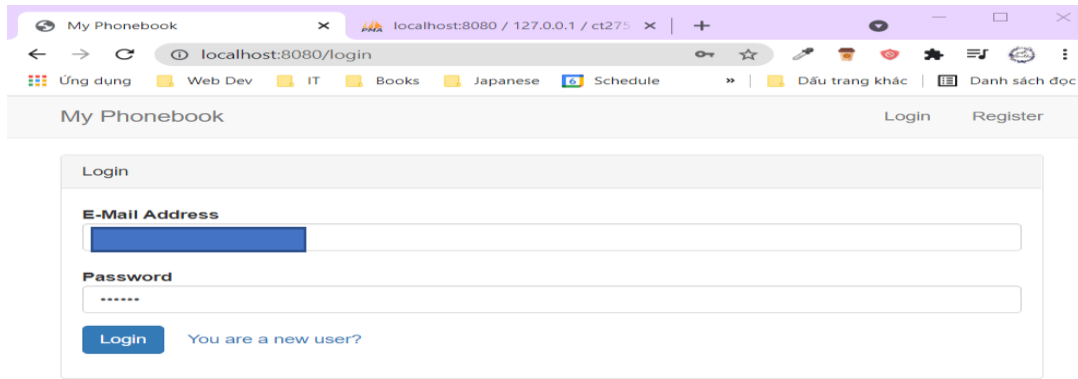 My Phonebook
localhost:8080 / 127.0.0.1 / ct275
localhost:8080/login
Ứng dụng Web Dev IT Books Japanese 6 Schedule » Dấu trang khác Danh sách đọc
My Phonebook Login Register
Login
E-Mail Address
Password
••••••
Login You are a new user?